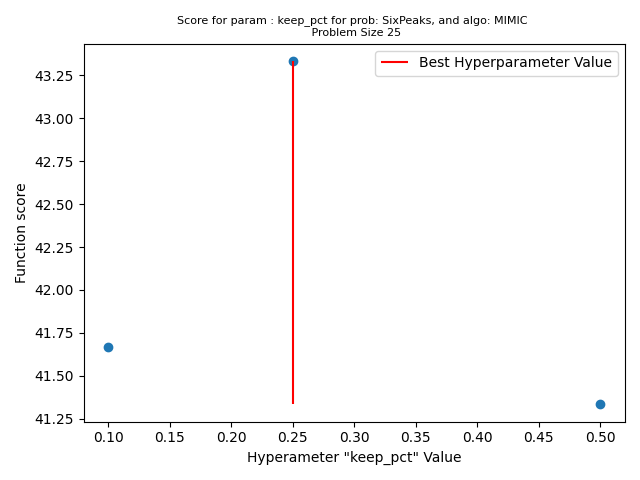 Score for param : keep_pct for prob: SixPeaks, and algo: MIMIC
Problem Size 25
Best Hyperparameter Value
43.25
43.00
42.75
42.50
42.25
42.00
41.75
41.50
41.25
Function score
0.10 0.15 0.20 0.25 0.30 0.35 0.40 0.45 0.50
Hyperameter "keep_pct" Value